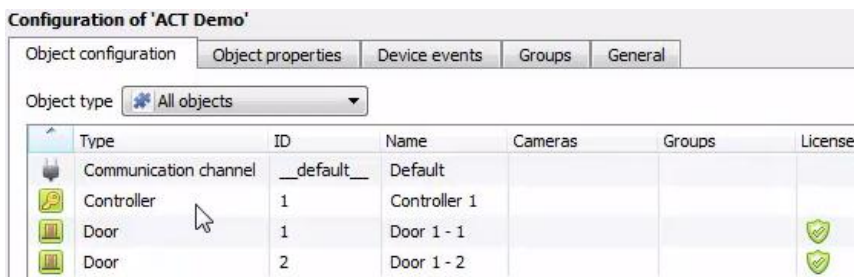 Configuration of 'ACT Demo'
Object configuration Object properties Device events Groups General
Object type All objects
Type ID Name Cameras Groups License
Communication channel __default__ Default
Controller 1 Controller 1
Door 1 Door 1 - 1
Door 2 Door 1 - 2